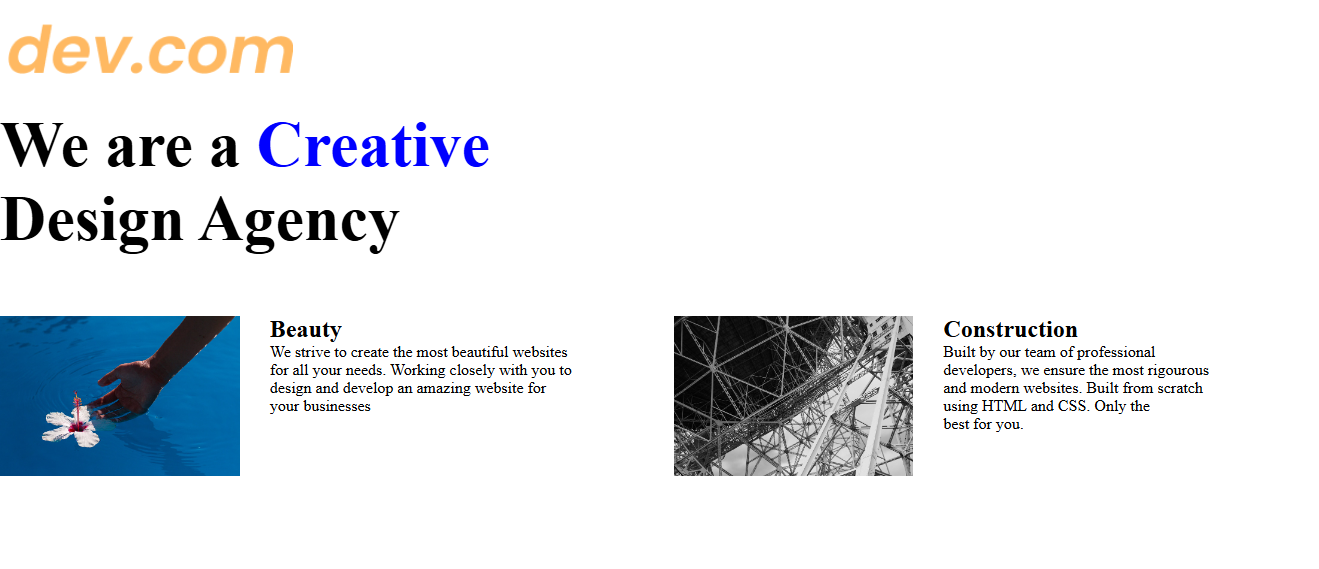 dev.com
We are a Creative
Design Agency
Beauty
We strive to create the most beautiful websites
for all your needs. Working closely with you to
design and develop an amazing website for
your businesses
Construction
Built by our team of professional
developers, we ensure the most rigourous
and modern websites. Built from scratch
using HTML and CSS. Only the
best for you.